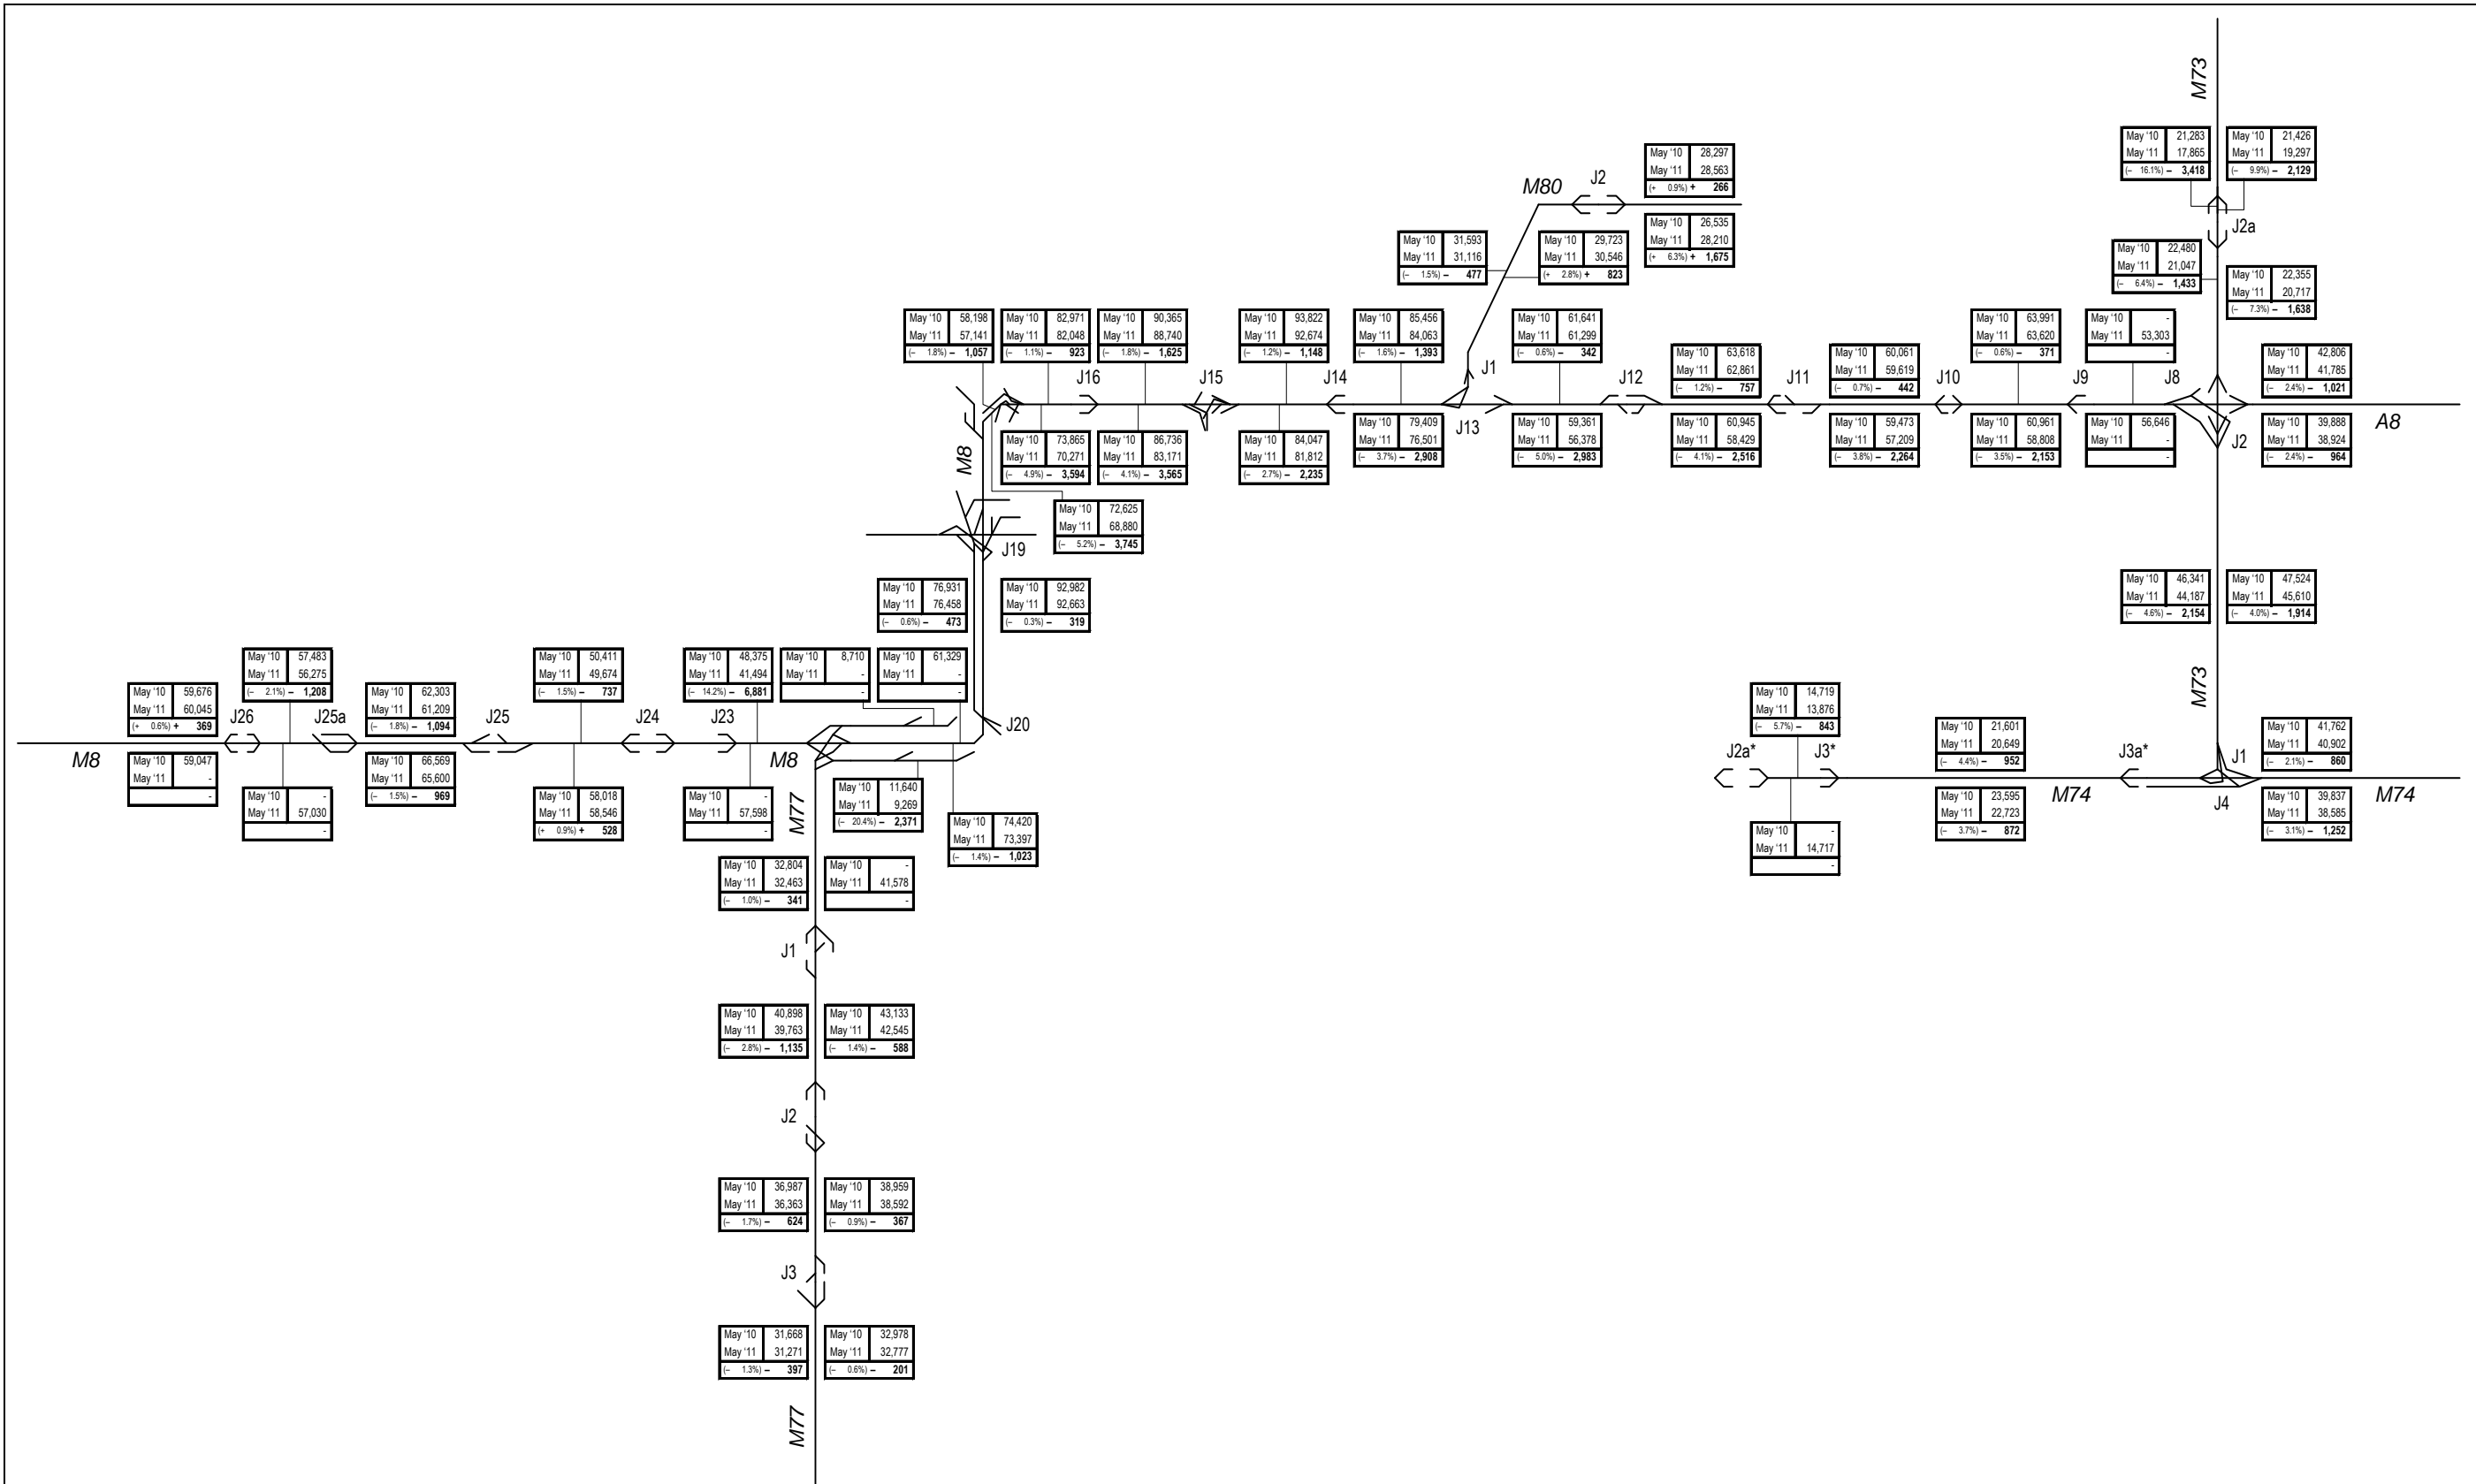 M73
May ‘10 21,283
May ‘11 17,865
(– 16.1%) – 3,418
May ‘10 21,426
May ‘11 19,297
(– 9.9%) – 2,129
J2a
May ‘10 22,480
May ‘11 21,047
(– 6.4%) – 1,433
May ‘10 22,355
May ‘11 20,717
(– 7.3%) – 1,638
May ‘10 28,297
May ‘11 28,563
(+ 0.9%) + 266
M80
J2
May ‘10 26,535
May ‘11 28,210
(+ 6.3%) + 1,675
May ‘10 31,593
May ‘11 31,116
(– 1.5%) – 477
May ‘10 29,723
May ‘11 30,546
(+ 2.8%) + 823
May ‘10 58,198
May ‘11 57,141
(– 1.8%) – 1,057
May ‘10 82,971
May ‘11 82,048
(– 1.1%) – 923
May ‘10 90,365
May ‘11 88,740
(– 1.8%) – 1,625
May ‘10 93,822
May ‘11 92,674
(– 1.2%) – 1,148
May ‘10 85,456
May ‘11 84,063
(– 1.6%) – 1,393
May ‘10 61,641
May ‘11 61,299
(– 0.6%) – 342
May ‘10 63,618
May ‘11 62,861
(– 1.2%) – 757
May ‘10 60,061
May ‘11 59,619
(– 0.7%) – 442
May ‘10 63,991
May ‘11 63,620
(– 0.6%) – 371
May ‘10 -
May ‘11 53,303
-
May ‘10 42,806
May ‘11 41,785
(– 2.4%) – 1,021
J16
J15
J14
J1
J13
J12
J11
J10
J9
J8
J2
A8
M8
May ‘10 73,865
May ‘11 70,271
(– 4.9%) – 3,594
May ‘10 86,736
May ‘11 83,171
(– 4.1%) – 3,565
May ‘10 84,047
May ‘11 81,812
(– 2.7%) – 2,235
May ‘10 79,409
May ‘11 76,501
(– 3.7%) – 2,908
May ‘10 59,361
May ‘11 56,378
(– 5.0%) – 2,983
May ‘10 60,945
May ‘11 58,429
(– 4.1%) – 2,516
May ‘10 59,473
May ‘11 57,209
(– 3.8%) – 2,264
May ‘10 60,961
May ‘11 58,808
(– 3.5%) – 2,153
May ‘10 56,646
May ‘11 -
-
May ‘10 39,888
May ‘11 38,924
(– 2.4%) – 964
May ‘10 72,625
May ‘11 68,880
(– 5.2%) – 3,745
J19
May ‘10 76,931
May ‘11 76,458
(– 0.6%) – 473
May ‘10 92,982
May ‘11 92,663
(– 0.3%) – 319
May ‘10 46,341
May ‘11 44,187
(– 4.6%) – 2,154
May ‘10 47,524
May ‘11 45,610
(– 4.0%) – 1,914
M73
May ‘10 59,676
May ‘11 60,045
(+ 0.6%) + 369
May ‘10 57,483
May ‘11 56,275
(– 2.1%) – 1,208
May ‘10 62,303
May ‘11 61,209
(– 1.8%) – 1,094
May ‘10 50,411
May ‘11 49,674
(– 1.5%) – 737
May ‘10 48,375
May ‘11 41,494
(– 14.2%) – 6,881
May ‘10 8,710
May ‘11 -
-
May ‘10 61,329
May ‘11 -
-
J26
J25a
J25
J24
J23
J20
M8
M8
May ‘10 59,047
May ‘11 -
-
May ‘10 -
May ‘11 57,030
-
May ‘10 66,569
May ‘11 65,600
(– 1.5%) – 969
May ‘10 58,018
May ‘11 58,546
(+ 0.9%) + 528
May ‘10 -
May ‘11 57,598
-
M77
May ‘10 11,640
May ‘11 9,269
(– 20.4%) – 2,371
May ‘10 74,420
May ‘11 73,397
(– 1.4%) – 1,023
May ‘10 14,719
May ‘11 13,876
(– 5.7%) – 843
May ‘10 21,601
May ‘11 20,649
(– 4.4%) – 952
May ‘10 41,762
May ‘11 40,902
(– 2.1%) – 860
J2a*
J3*
J3a*
J1
J4
M74
M74
May ‘10 -
May ‘11 14,717
-
May ‘10 23,595
May ‘11 22,723
(– 3.7%) – 872
May ‘10 39,837
May ‘11 38,585
(– 3.1%) – 1,252
May ‘10 32,804
May ‘11 32,463
(– 1.0%) – 341
May ‘10 -
May ‘11 41,578
-
J1
May ‘10 40,898
May ‘11 39,763
(– 2.8%) – 1,135
May ‘10 43,133
May ‘11 42,545
(– 1.4%) – 588
J2
May ‘10 36,987
May ‘11 36,363
(– 1.7%) – 624
May ‘10 38,959
May ‘11 38,592
(– 0.9%) – 367
J3
May ‘10 31,668
May ‘11 31,271
(– 1.3%) – 397
May ‘10 32,978
May ‘11 32,777
(– 0.6%) – 201
M77